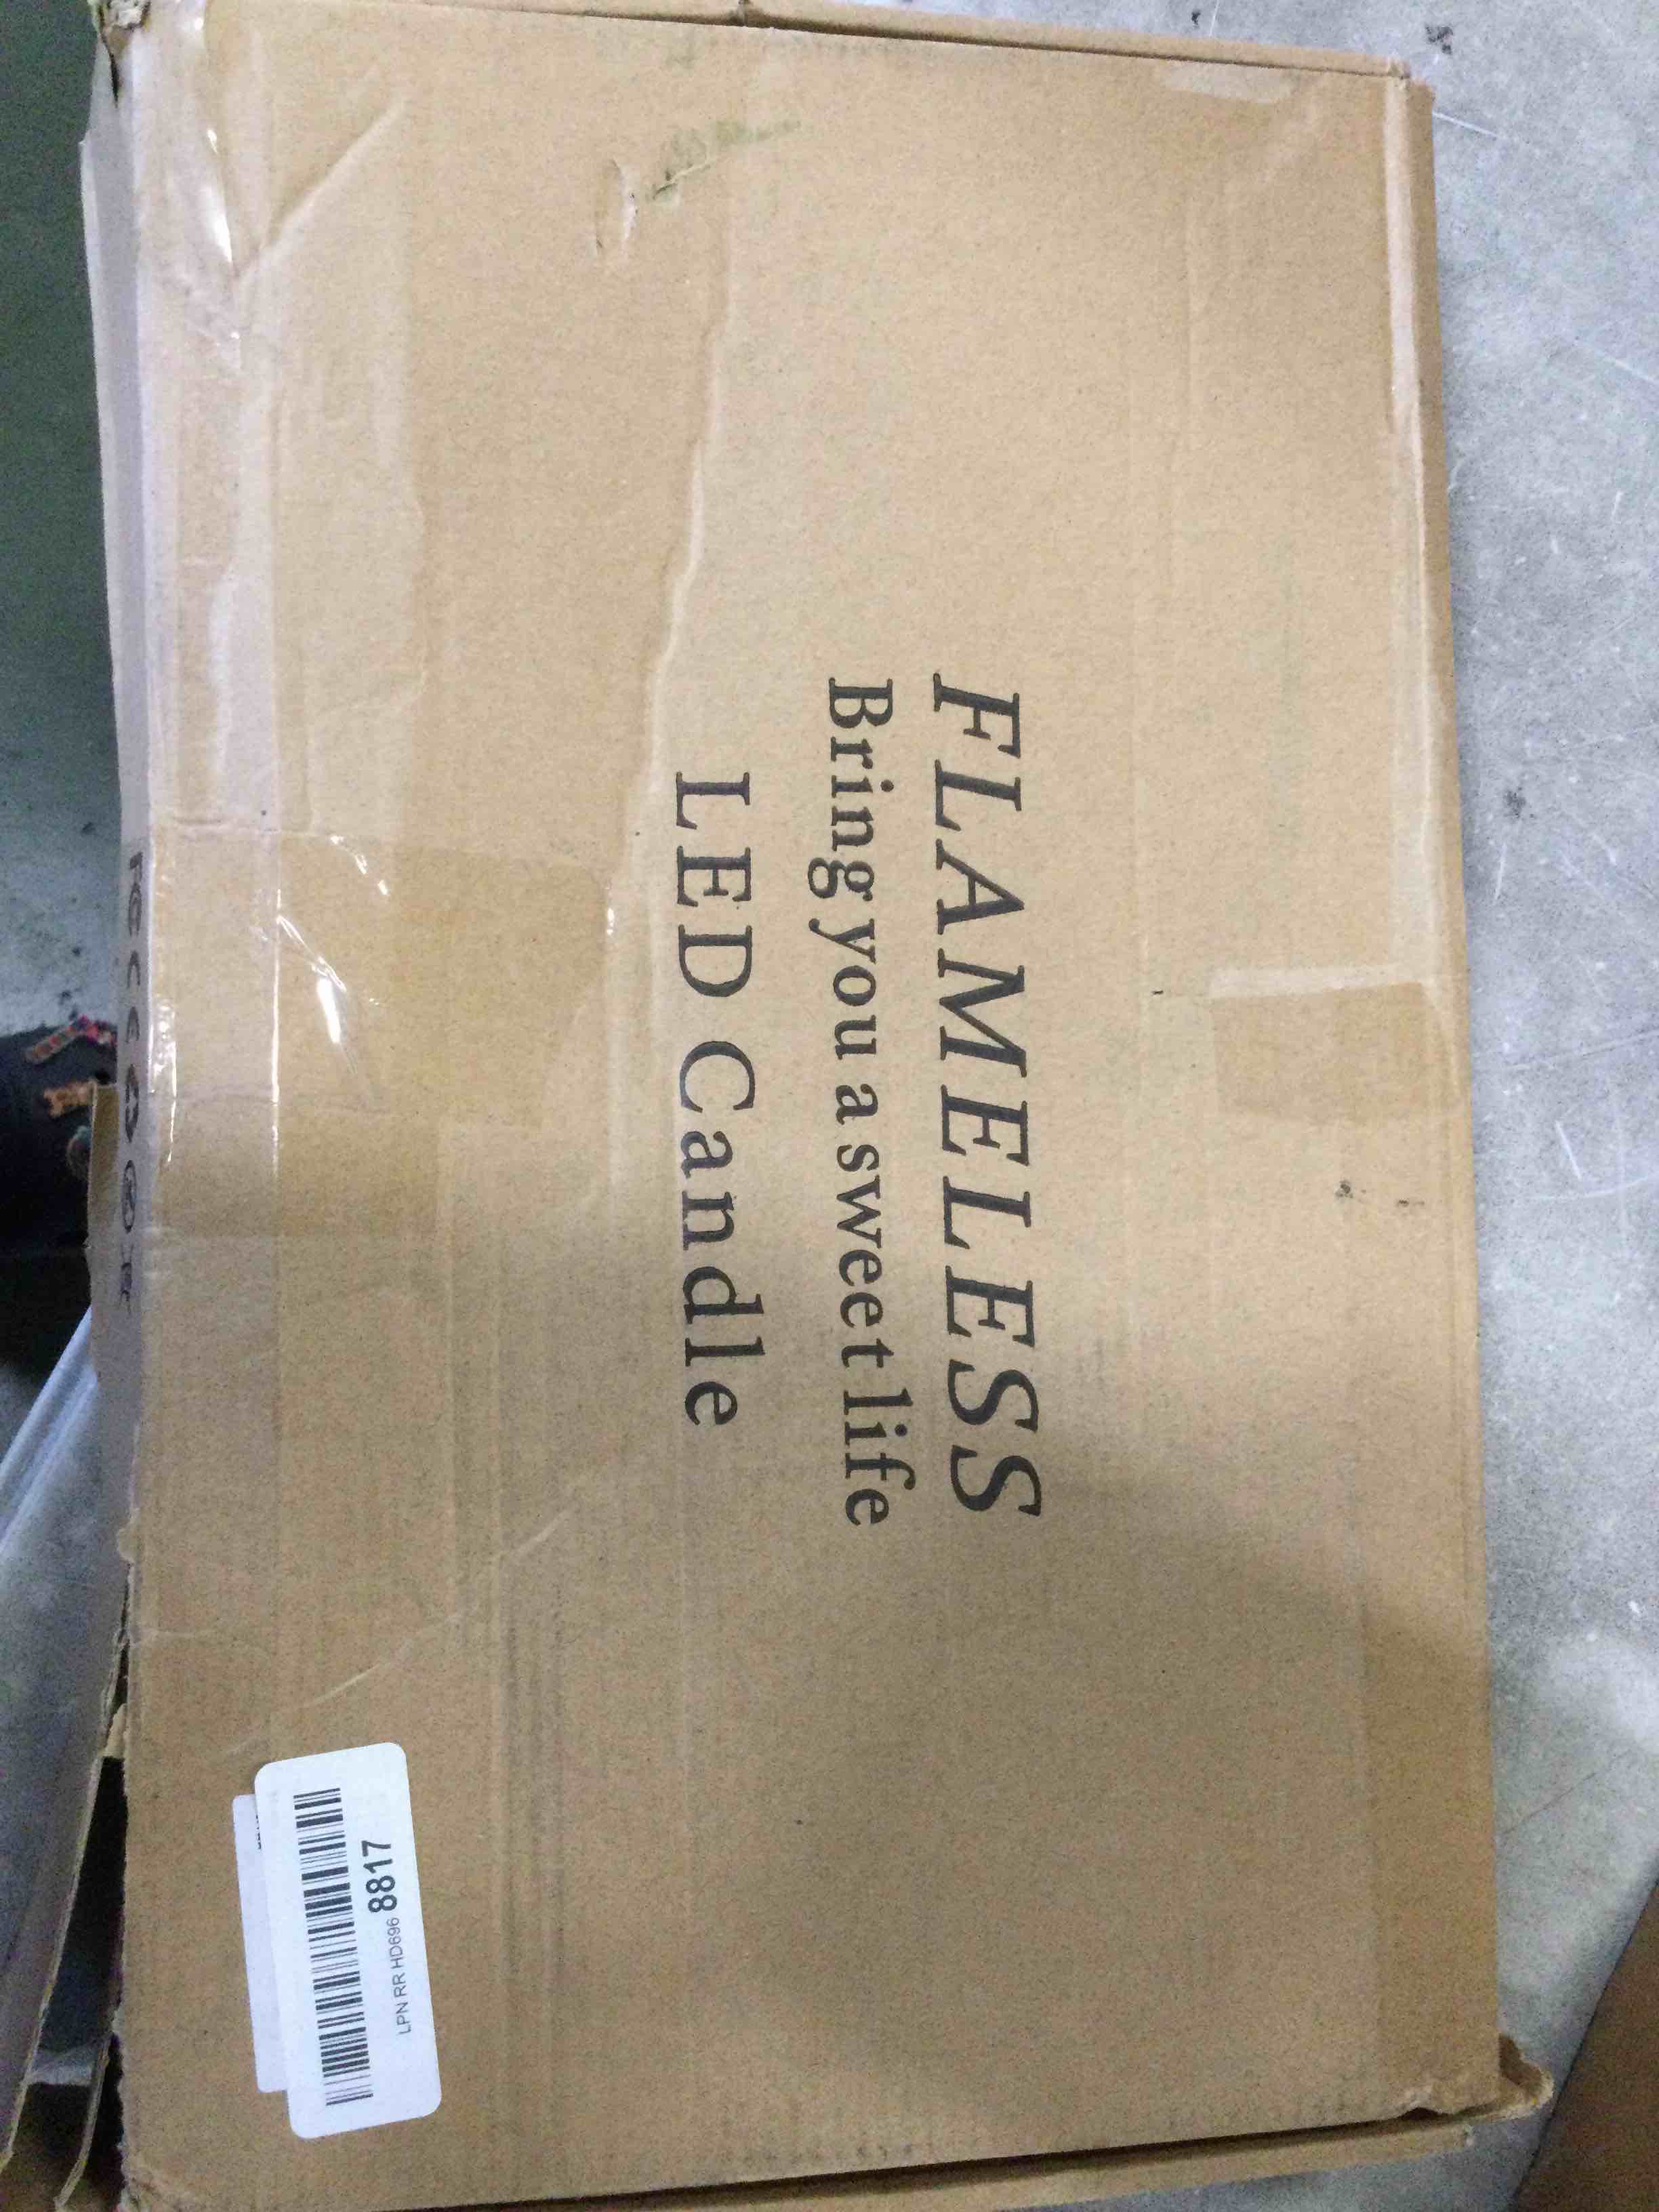 FLAMELESS
Bring you a sweet life
LED Candle
LPN RR HD696 8817